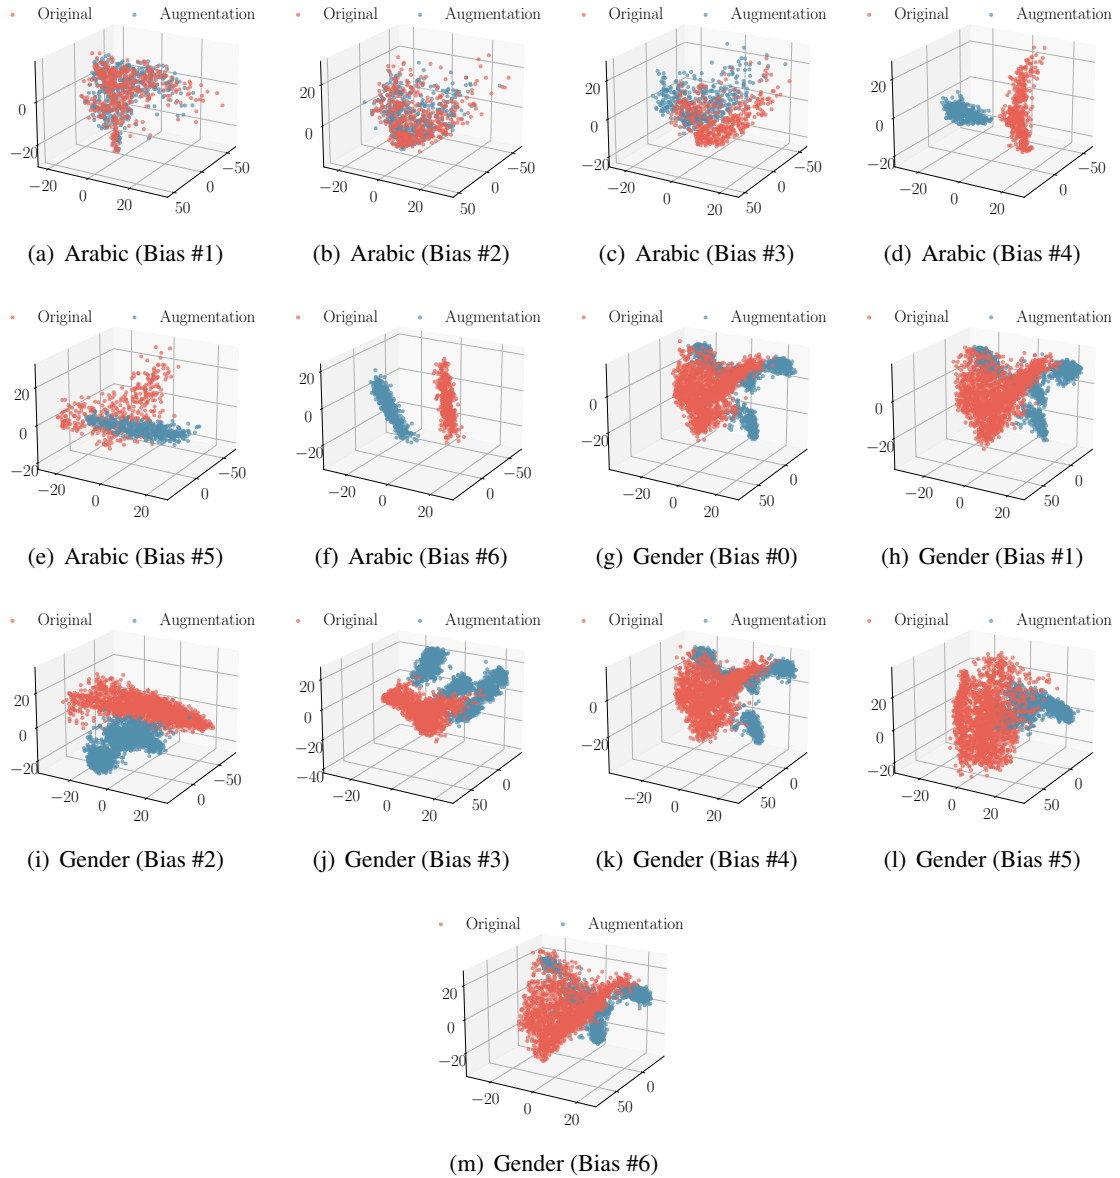 Original Augmentation Original Augmentation Original Augmentation Original Augmentation
0 −20 −20 0 20 50 0 −50
20 0 −20 0 20 50 0 −50
20 0 −20 −20 0 20 50 0 −50
20 0 −20 −20 0 20 50 0 −50
(a) Arabic (Bias #1) (b) Arabic (Bias #2) (c) Arabic (Bias #3) (d) Arabic (Bias #4)
Original Augmentation Original Augmentation Original Augmentation Original Augmentation
20 0 −20 −20 0 20 0 −50
20 0 −20 −20 0 20 50 0 −50
0 −20 −20 0 20 50 0
0 −20 −20 0 20 50 0
(e) Arabic (Bias #5) (f) Arabic (Bias #6) (g) Gender (Bias #0) (h) Gender (Bias #1)
Original Augmentation Original Augmentation Original Augmentation Original Augmentation
20 0 −20 −20 0 20 0 −50
20 0 −20 −40 −20 0 20 50 0
0 −20 −20 0 20 50 0
20 0 −20 −20 0 20 50 0
(i) Gender (Bias #2) (j) Gender (Bias #3) (k) Gender (Bias #4) (l) Gender (Bias #5)
Original Augmentation
20 0 −20 −20 0 20 50 0
(m) Gender (Bias #6)